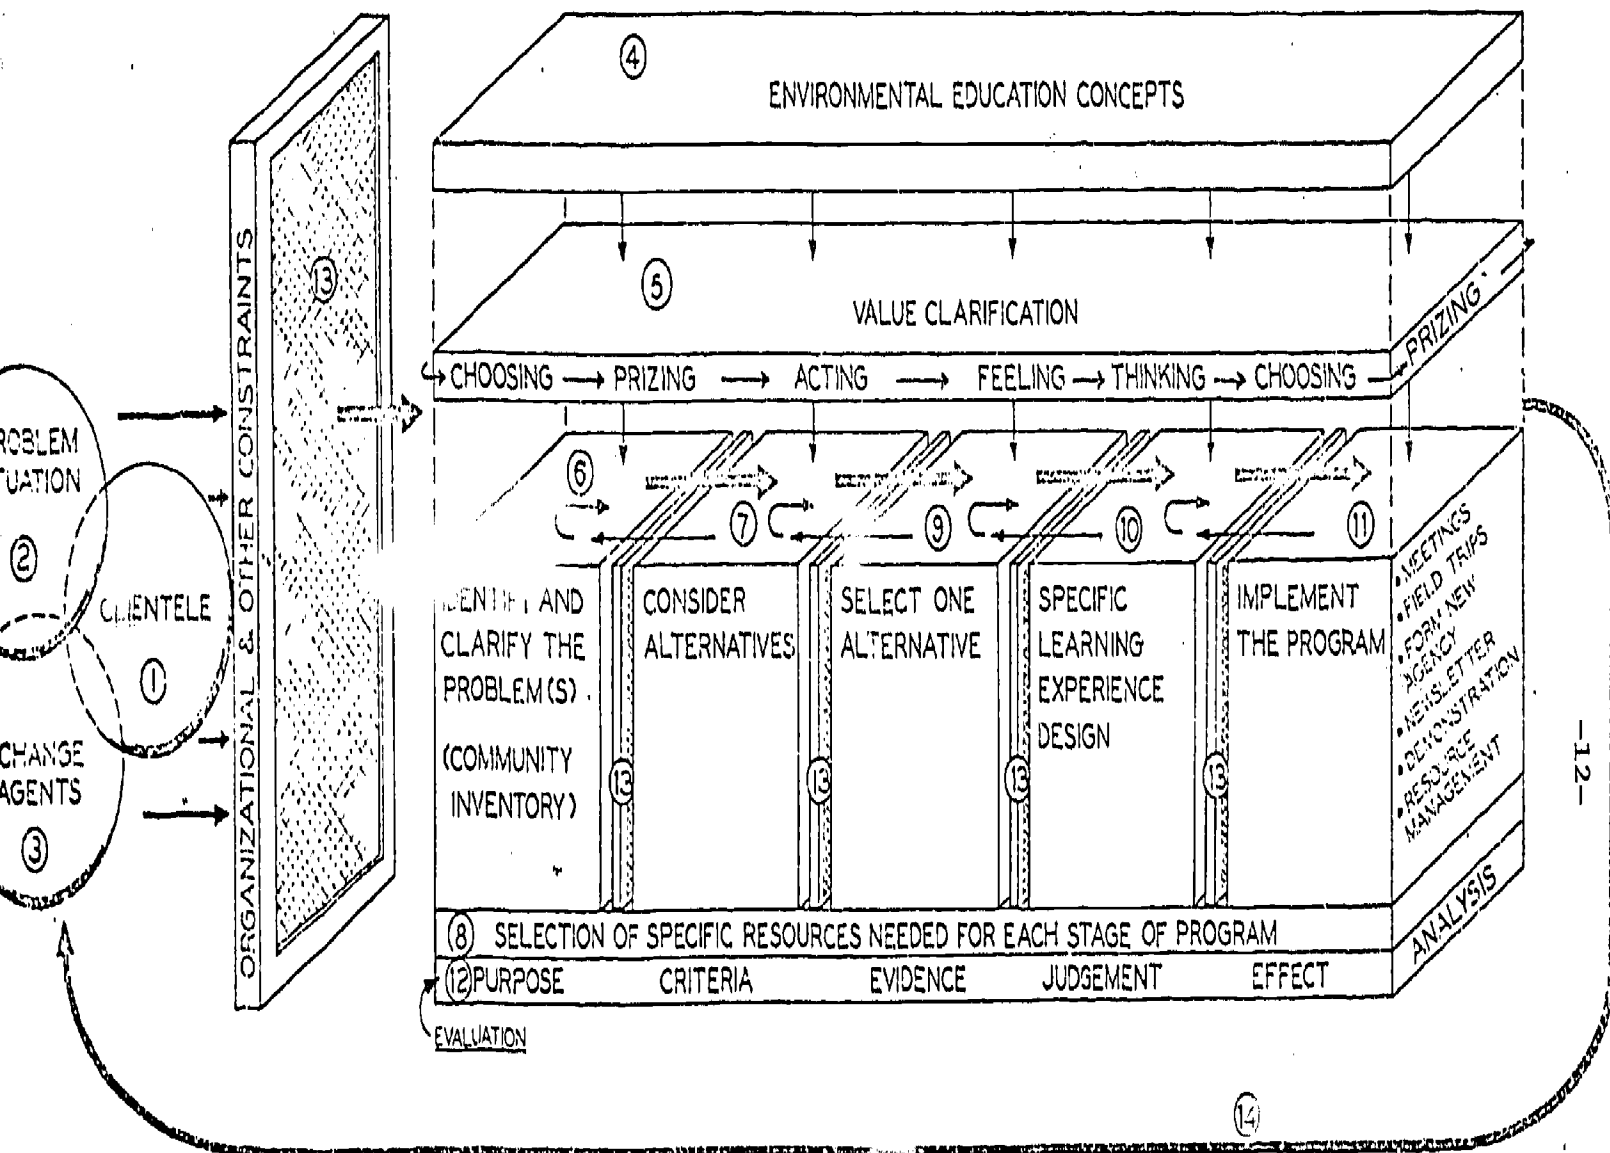 4
ENVIRONMENTAL EDUCATION CONCEPTS
5
VALUE CLARIFICATION
CHOOSING → PRIZING → ACTING → FEELING → THINKING → CHOOSING → PRIZING
ORGANIZATIONAL & OTHER CONSTRAINTS
13
ROBLEM
TUATION
2
CLIENTELE
1
CHANGE
AGENTS
3
6
7
9
10
11
IDENTIFY AND
CLARIFY THE
PROBLEM(S)
(COMMUNITY
INVENTORY)
13
CONSIDER
ALTERNATIVES
13
SELECT ONE
ALTERNATIVE
13
SPECIFIC
LEARNING
EXPERIENCE
DESIGN
13
IMPLEMENT
THE PROGRAM
• MEETINGS
• FIELD TRIPS
• FORM NEW
AGENCY
• NEWSLETTER
• DEMONSTRATION
• RESOURCE
MANAGEMENT
8 SELECTION OF SPECIFIC RESOURCES NEEDED FOR EACH STAGE OF PROGRAM
12 PURPOSE CRITERIA EVIDENCE JUDGEMENT EFFECT
ANALYSIS
EVALUATION
14
-12-